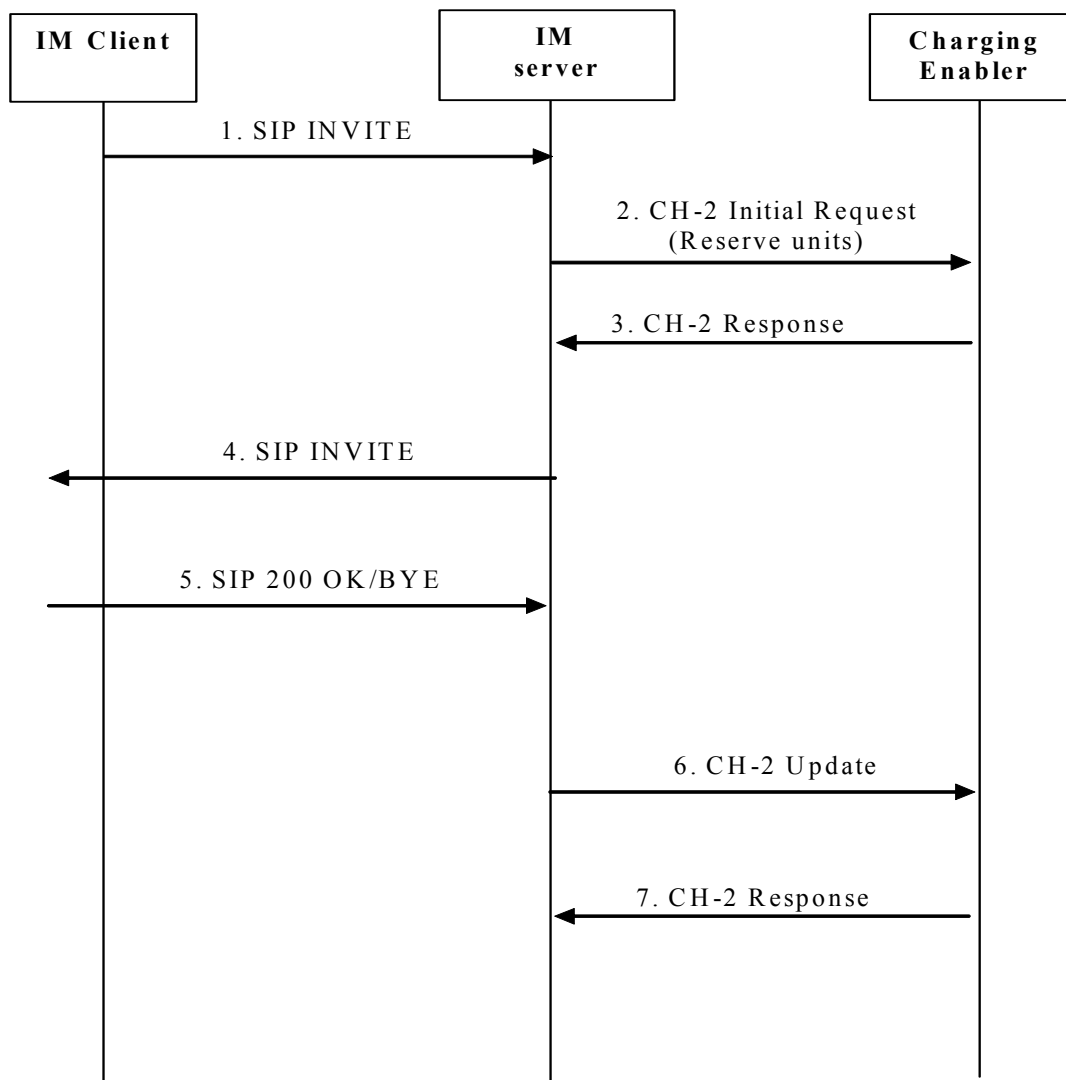 IM Client
IM
server
Charging
Enabler
1. SIP INVITE
2. CH-2 Initial Request
(Reserve units)
3. CH-2 Response
4. SIP INVITE
5. SIP 200 OK/BYE
6. CH-2 Update
7. CH-2 Response